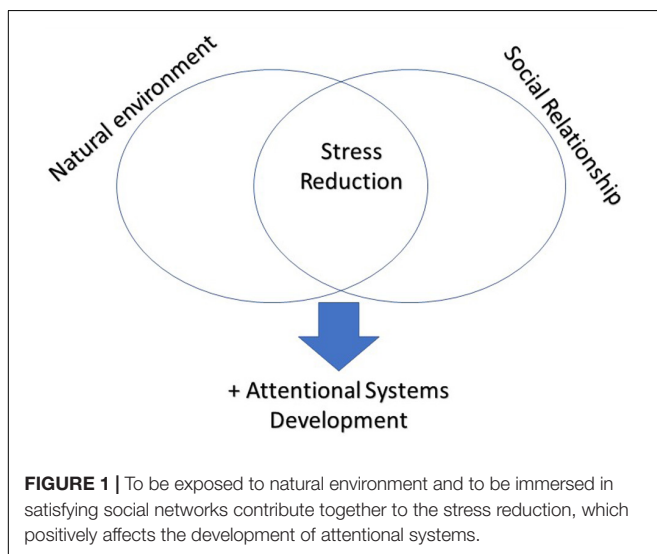 Natural environment
Social Relationship
Stress
Reduction
+ Attentional Systems
Development
FIGURE 1 | To be exposed to natural environment and to be immersed in
satisfying social networks contribute together to the stress reduction, which
positively affects the development of attentional systems.